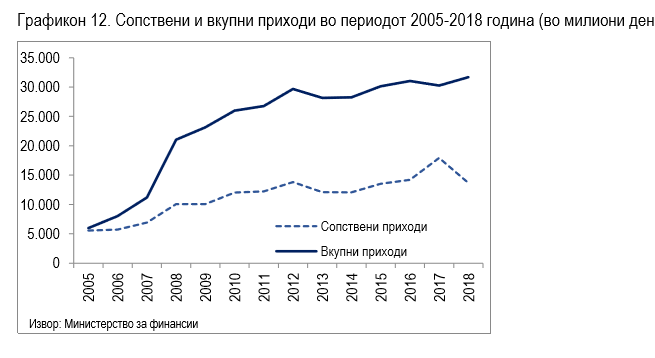 Графикон 12. Сопствени и вкупни приходи во периодот 2005-2018 година (во милиони ден
35.000
30.000
25.000
20.000
15.000
10.000
5.000
0
Сопствени приходи
Вкупни приходи
2005 2006 2007 2008 2009 2010 2011 2012 2013 2014 2015 2016 2017 2018
Извор: Министерство за финансии